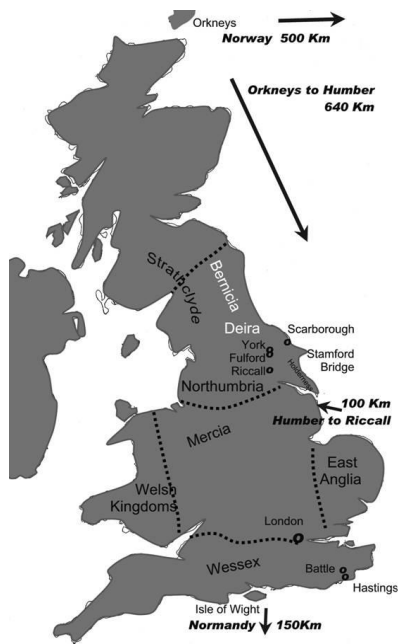 Orkneys
Norway 500 Km
Orkneys to Humber
640 Km
Strathclyde
Bernicia
Deira
Scarborough
York
Fulford
Stamford
Bridge
Riccall
Holderness
Northumbria
100 Km
Humber to Riccall
Mercia
East
Anglia
Welsh
Kingdoms
London
Wessex
Battle
Hastings
Isle of Wight
Normandy 150Km